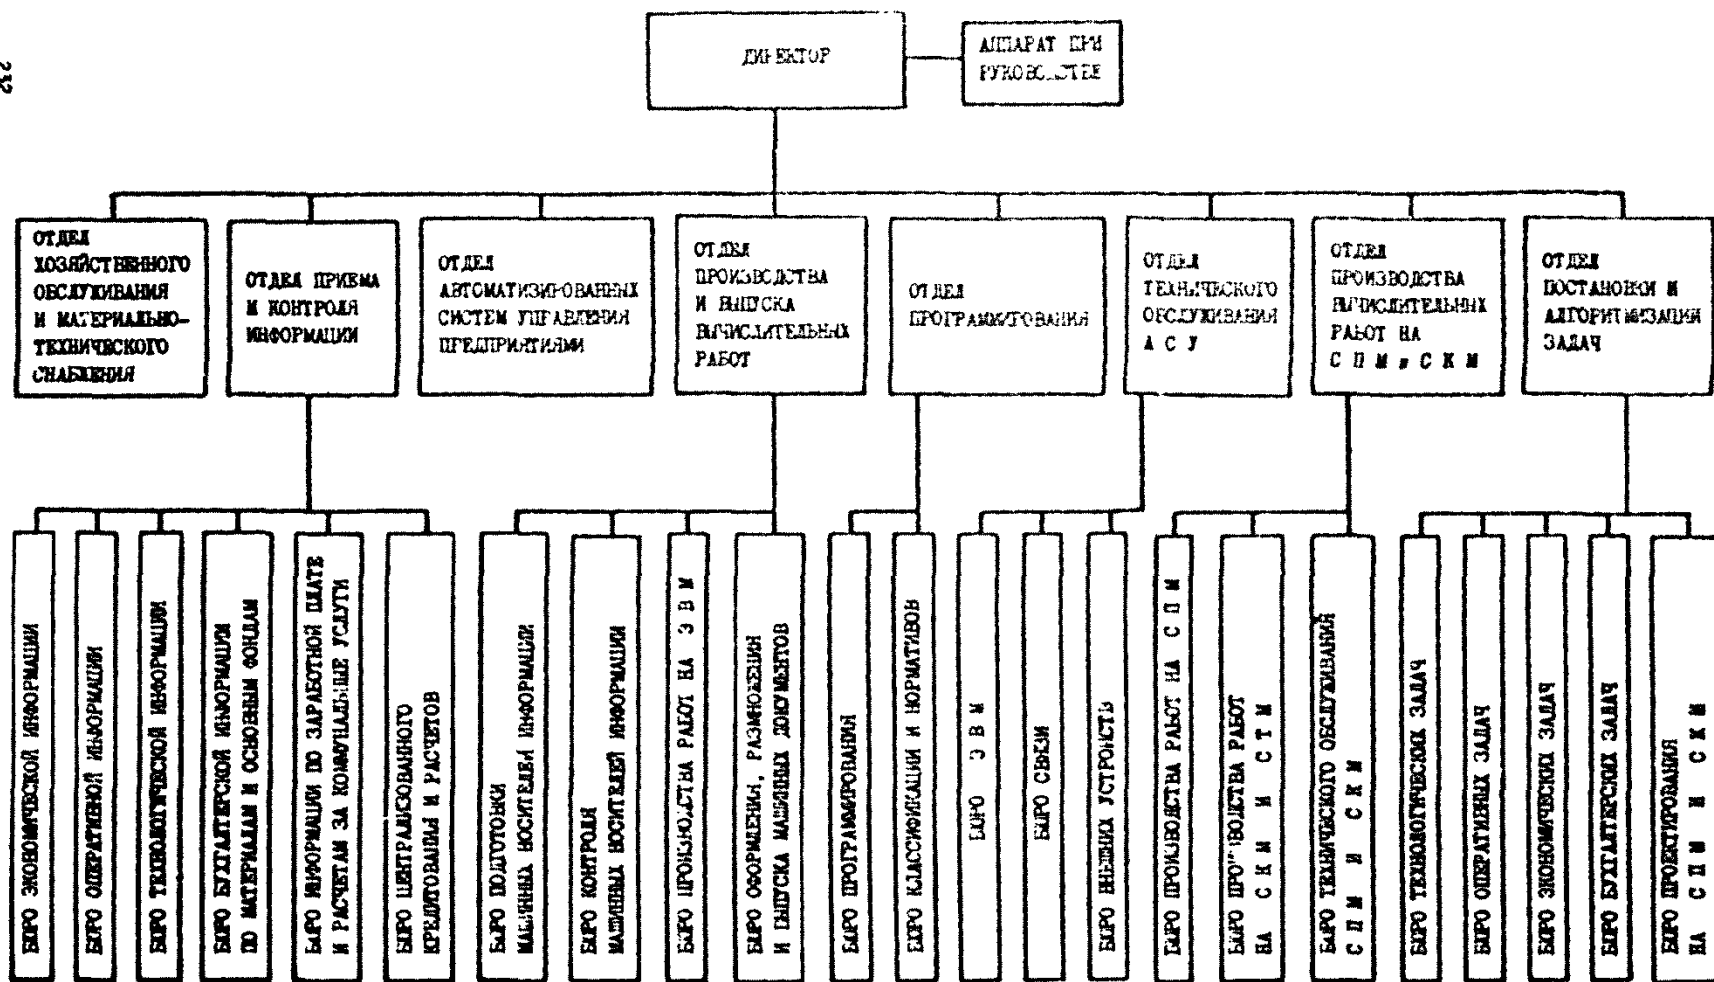 232
ДИРЕКТОР
АППАРАТ ПРИ
РУКОВОДСТВЕ
ОТДЕЛ
ХОЗЯЙСТВЕННОГО
ОБСЛУЖИВАНИЯ
И МАТЕРИАЛЬНО-
ТЕХНИЧЕСКОГО
СНАБЖЕНИЯ
ОТДЕЛ ПРИЕМА
И КОНТРОЛЯ
ИНФОРМАЦИИ
ОТДЕЛ
АВТОМАТИЗИРОВАННЫХ
СИСТЕМ УПРАВЛЕНИЯ
ПРЕДПРИЯТИЯМИ
ОТДЕЛ
ПРОИЗВОДСТВА
И ВЫПУСКА
ВЫЧИСЛИТЕЛЬНЫХ
РАБОТ
ОТДЕЛ
ПРОГРАММИРОВАНИЯ
ОТДЕЛ
ТЕХНИЧЕСКОГО
ОБСЛУЖИВАНИЯ
А С У
ОТДЕЛ
ПРОИЗВОДСТВА
ВЫЧИСЛИТЕЛЬНЫХ
РАБОТ НА
С П М и С К М
ОТДЕЛ
ПОСТАНОВКИ И
АЛГОРИТМИЗАЦИЯ
ЗАДАЧ
БЮРО ЭКОНОМИЧЕСКОЙ ИНФОРМАЦИИ
БЮРО ОПЕРАТИВНОЙ ИНФОРМАЦИИ
БЮРО ТЕХНОЛОГИЧЕСКОЙ ИНФОРМАЦИИ
БЮРО БУХГАЛТЕРСКОЙ ИНФОРМАЦИИ
ПО МАТЕРИАЛАМ И ОСНОВНЫМ ФОНДАМ
БЮРО ИНФОРМАЦИИ ПО ЗАРАБОТНОЙ ПЛАТЕ
И РАСЧЕТАМ ЗА КОММУНАЛЬНЫЕ УСЛУГИ
БЮРО ЦЕНТРАЛИЗОВАННОГО
КРЕДИТОВАНИЯ И РАСЧЕТОВ
БЮРО ПОДГОТОВКИ
МАШИННЫХ НОСИТЕЛЕЙ ИНФОРМАЦИИ
БЮРО КОНТРОЛЯ
МАШИННЫХ НОСИТЕЛЕЙ ИНФОРМАЦИИ
БЮРО ПРОИЗВОДСТВА РАБОТ НА Э В М
БЮРО ОФОРМЛЕНИЯ, РАЗМНОЖЕНИЯ
И ВЫПУСКА МАШИННЫХ ДОКУМЕНТОВ
БЮРО ПРОГРАММИРОВАНИЯ
БЮРО КЛАССИФИКАЦИИ И НОРМАТИВОВ
БЮРО Э В М
БЮРО СВЯЗИ
БЮРО ВНЕШНИХ УСТРОЙСТВ
БЮРО ПРОИЗВОДСТВА РАБОТ НА С П М
БЮРО ПРОИЗВОДСТВА РАБОТ
НА С К М И С Т М
БЮРО ТЕХНИЧЕСКОГО ОБСЛУЖИВАНИЯ
С П М И С К М
БЮРО ТЕХНОЛОГИЧЕСКИХ ЗАДАЧ
БЮРО ОПЕРАТИВНЫХ ЗАДАЧ
БЮРО ЭКОНОМИЧЕСКИХ ЗАДАЧ
БЮРО БУХГАЛТЕРСКИХ ЗАДАЧ
БЮРО ПРОЕКТИРОВАНИЯ
НА С П М И С К М